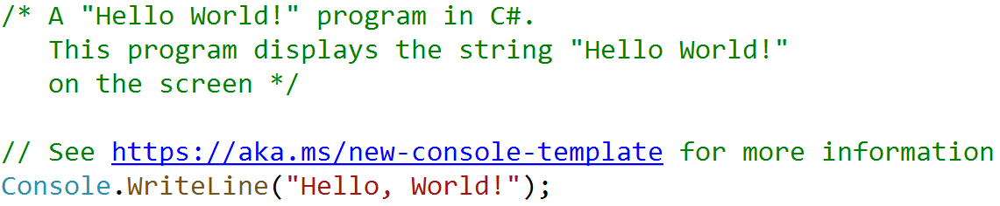 /* A "Hello World!" program in C#.
This program displays the string "Hello World!"
on the screen */
// See https://aka.ms/new-console-template for more information
Console.WriteLine("Hello, World!");